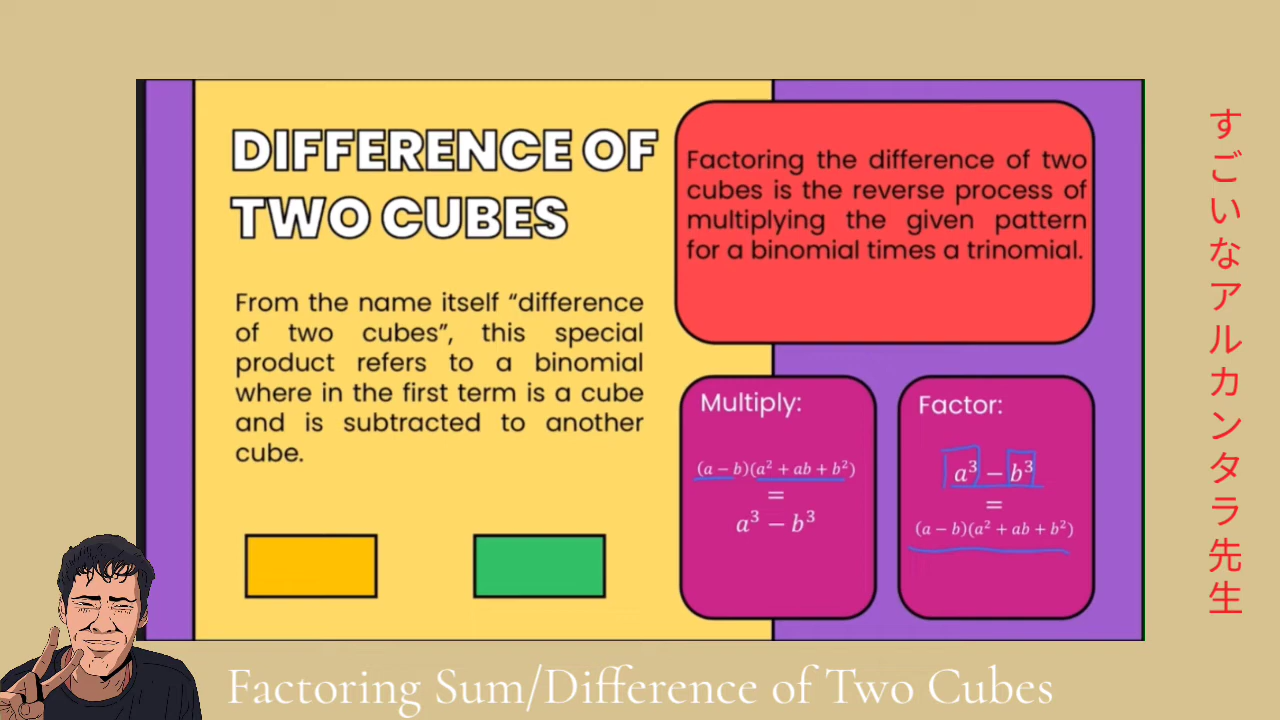 DIFFERENCE OF
TWO CUBES
From the name itself “difference
of two cubes”, this special
product refers to a binomial
where in the first term is a cube
and is subtracted to another
cube.
Factoring the difference of two
cubes is the reverse process of
multiplying the given pattern
for a binomial times a trinomial.
Multiply:
(a − b)(a² + ab + b²)
=
a³ − b³
Factor:
a³ − b³
=
(a − b)(a² + ab + b²)
すごいなアルカンタラ先生
Factoring Sum/Difference of Two Cubes